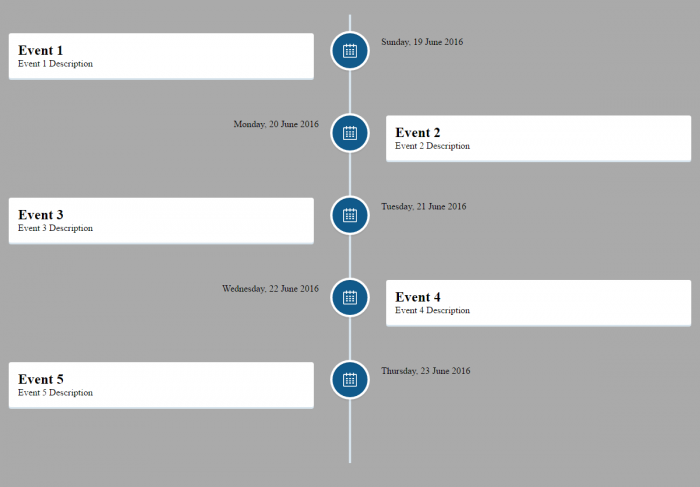 Sunday, 19 June 2016
Event 1
Event 1 Description
Monday, 20 June 2016
Event 2
Event 2 Description
Tuesday, 21 June 2016
Event 3
Event 3 Description
Wednesday, 22 June 2016
Event 4
Event 4 Description
Thursday, 23 June 2016
Event 5
Event 5 Description